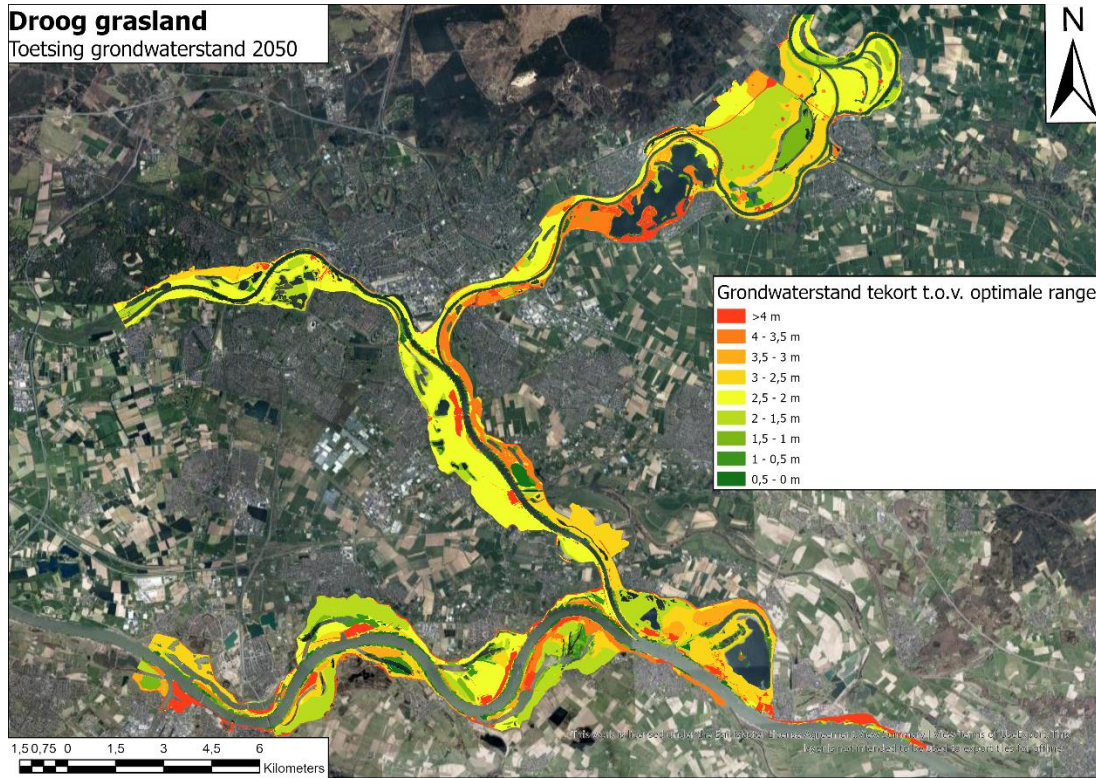 Droog grasland
Toetsing grondwaterstand 2050
N
Grondwaterstand tekort t.o.v. optimale range
>4 m
4 - 3,5 m
3,5 - 3 m
3 - 2,5 m
2,5 - 2 m
2 - 1,5 m
1,5 - 1 m
1 - 0,5 m
0,5 - 0 m
1,5 0,75 0 1,5 3 4,5 6
Kilometers